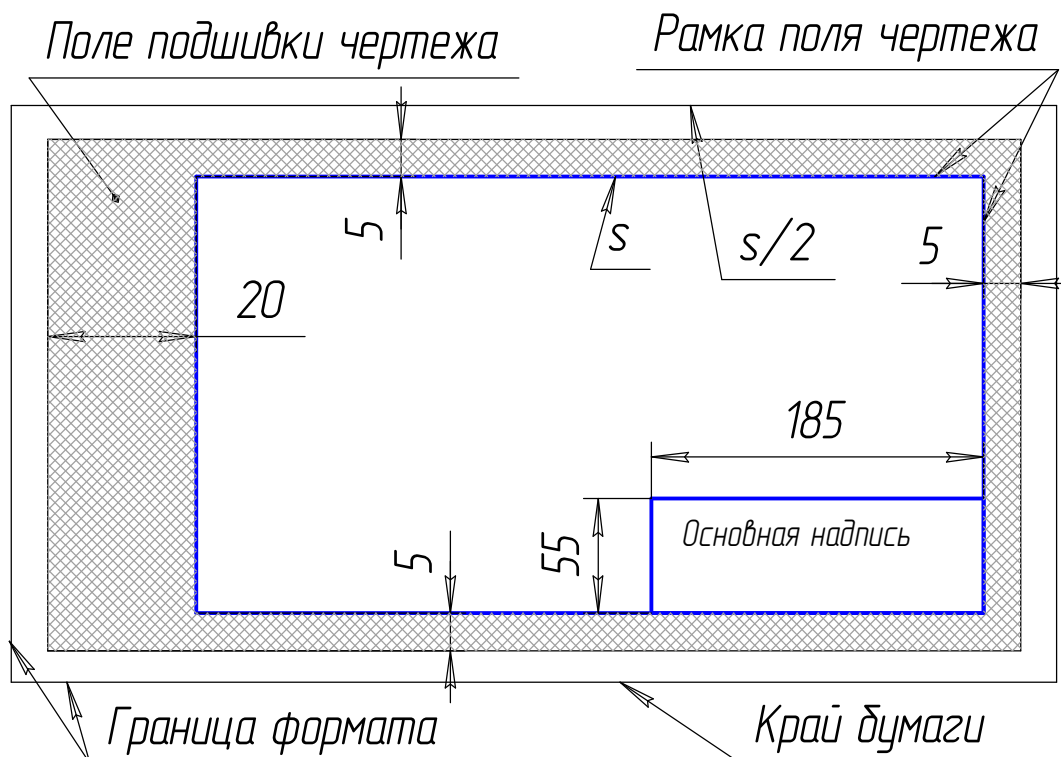 Поле подшивки чертежа
Рамка поля чертежа
5
s
s/2
5
20
185
5
55
Основная надпись
Граница формата
Край бумаги